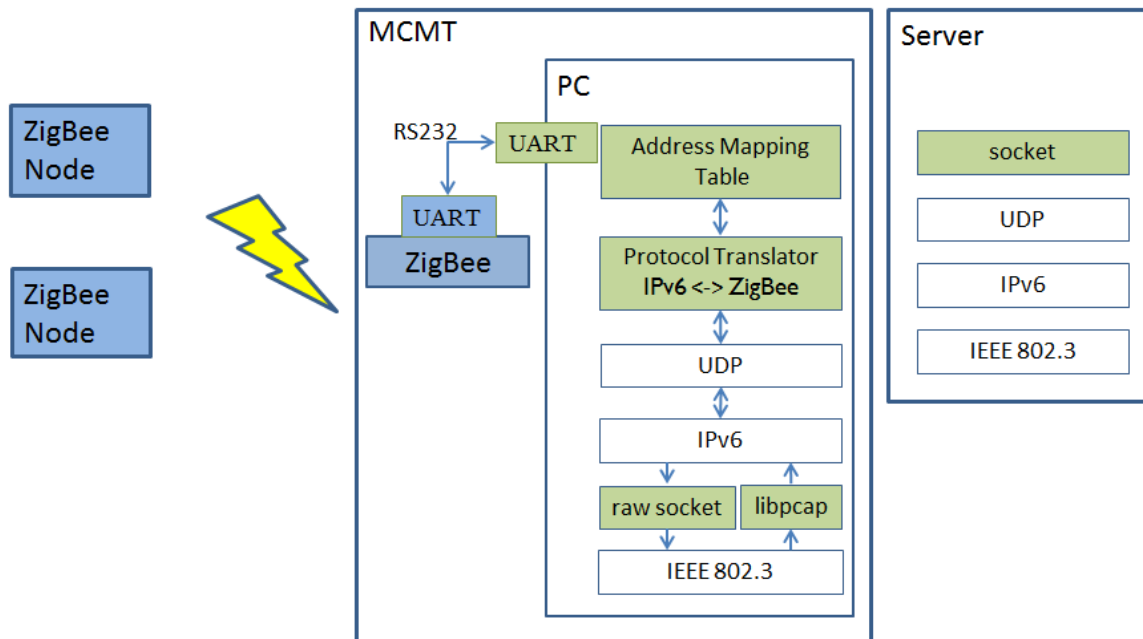 MCMT
Server
PC
ZigBee
Node
RS232
UART
Address Mapping
Table
socket
UART
UDP
ZigBee
Protocol Translator
IPv6 <-> ZigBee
ZigBee
Node
IPv6
UDP
IEEE 802.3
IPv6
raw socket
libpcap
IEEE 802.3